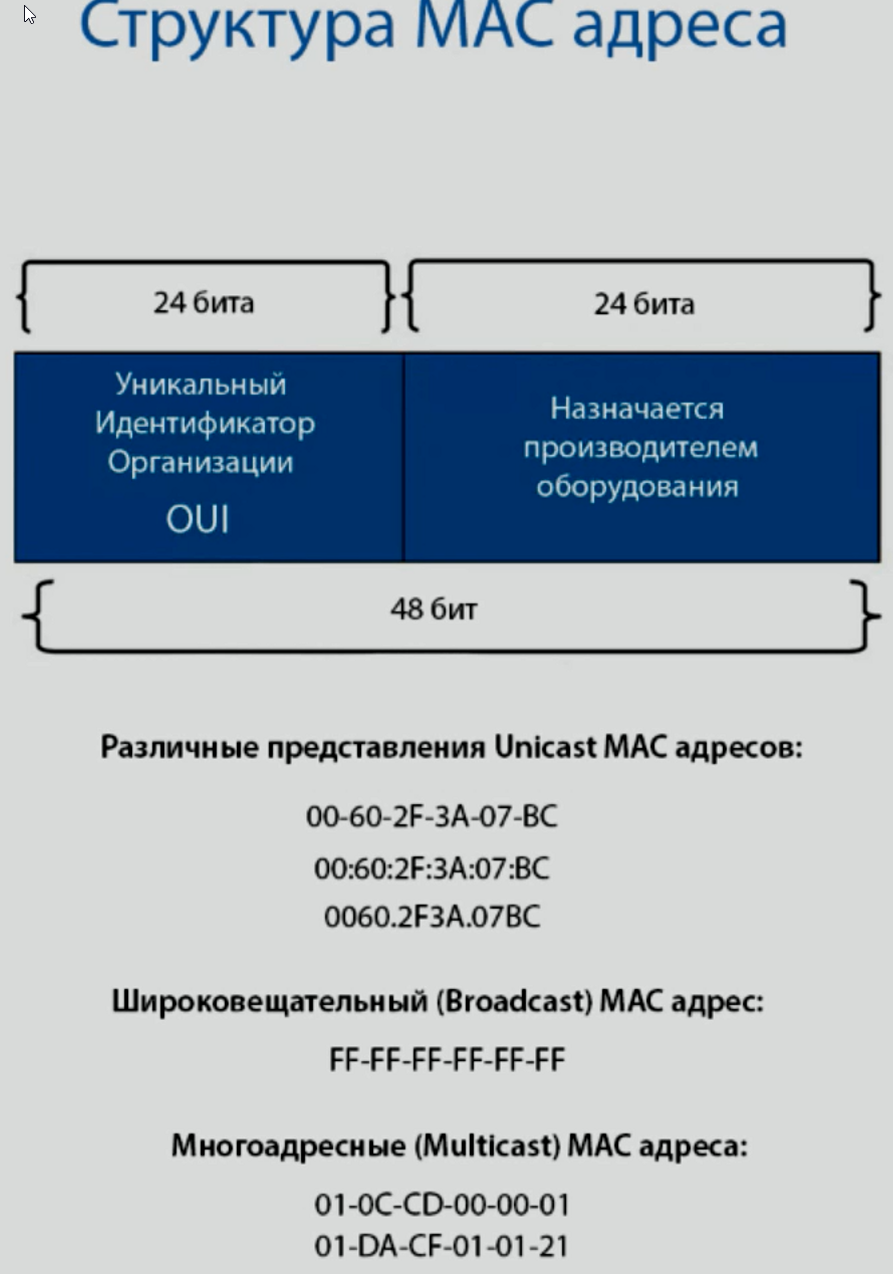 Структура MAC адреса
24 бита
24 бита
Уникальный
Идентификатор
Организации
OUI
Назначается
производителем
оборудования
48 бит
Различные представления Unicast MAC адресов:
00-60-2F-3A-07-BC
00:60:2F:3A:07:BC
0060.2F3A.07BC
Широковещательный (Broadcast) MAC адрес:
FF-FF-FF-FF-FF-FF
Многоадресные (Multicast) MAC адреса:
01-0C-CD-00-00-01
01-DA-CF-01-01-21